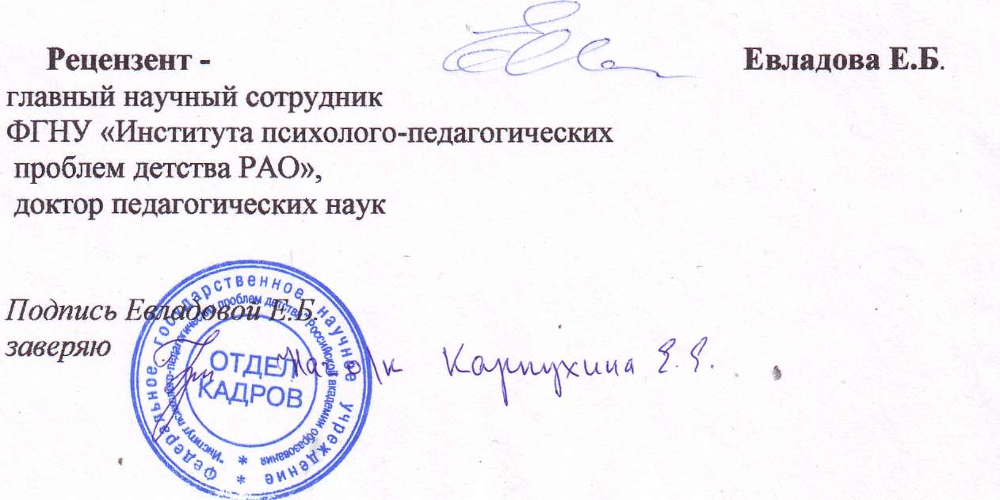 Рецензент - Евладова Е.Б.
главный научный сотрудник
ФГНУ «Института психолого-педагогических
проблем детства РАО»,
доктор педагогических наук
Подпись Евладовой Е.Б.
заверяю
Нач о/к Карпухина Е.
Федеральное государственное научное учреждение
"Институт психолого-педагогических проблем детства" Российской академии образования
ОТДЕЛ
КАДРОВ